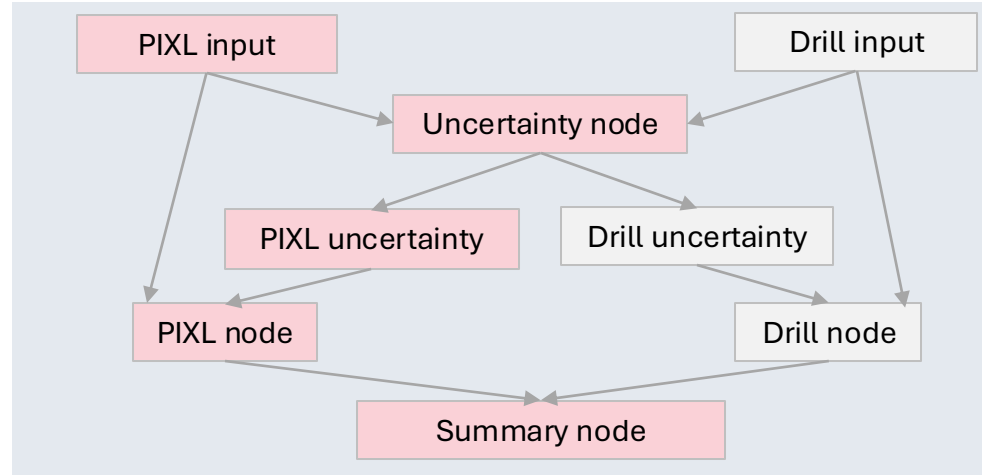 PIXL input
Drill input
Uncertainty node
PIXL uncertainty
Drill uncertainty
PIXL node
Drill node
Summary node